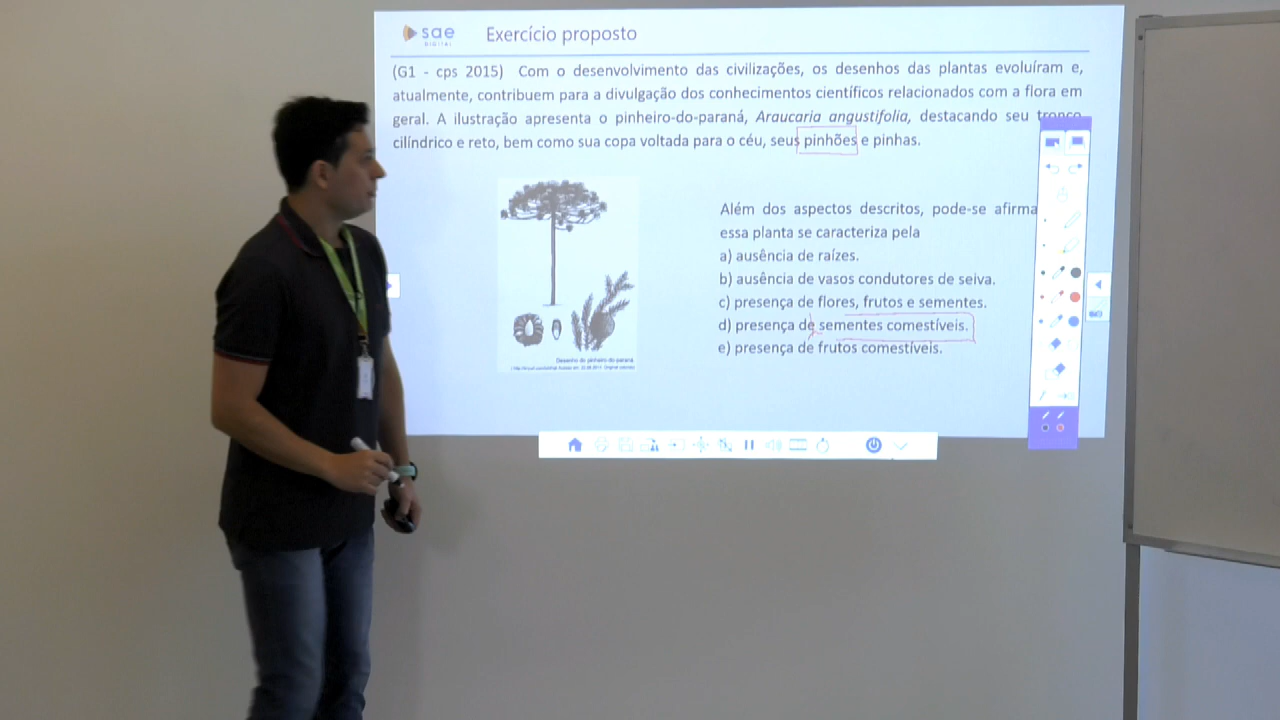 sae
DIGITAL
Exercício proposto
(G1 - cps 2015) Com o desenvolvimento das civilizações, os desenhos das plantas evoluíram e,
atualmente, contribuem para a divulgação dos conhecimentos científicos relacionados com a flora em
geral. A ilustração apresenta o pinheiro-do-paraná, Araucaria angustifolia, destacando seu tronco
cilíndrico e reto, bem como sua copa voltada para o céu, seus pinhões e pinhas.
Além dos aspectos descritos, pode-se afirma
essa planta se caracteriza pela
a) ausência de raízes.
b) ausência de vasos condutores de seiva.
c) presença de flores, frutos e sementes.
d) presença de sementes comestíveis.
e) presença de frutos comestíveis.
Desenho do pinheiro-do-paraná